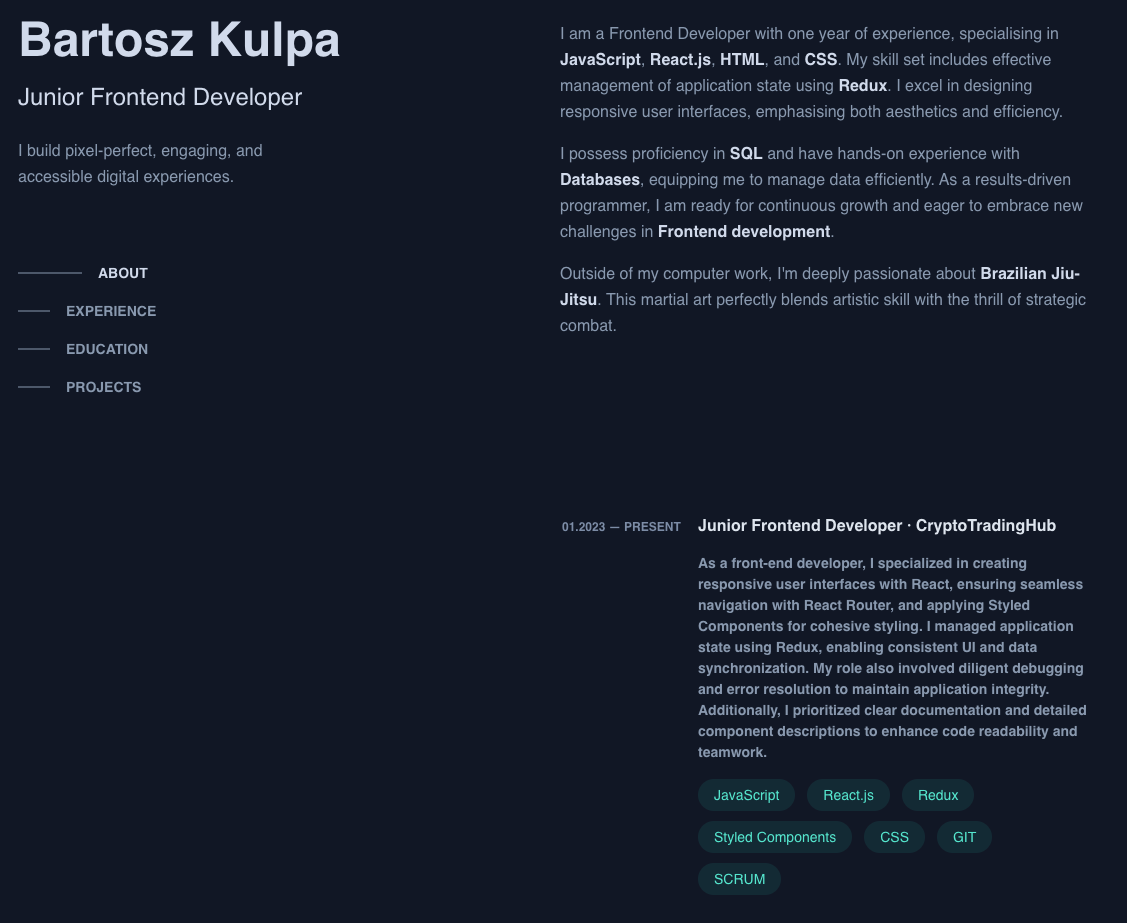 Bartosz Kulpa
Junior Frontend Developer
I build pixel-perfect, engaging, and
accessible digital experiences.
ABOUT
EXPERIENCE
EDUCATION
PROJECTS
I am a Frontend Developer with one year of experience, specialising in
JavaScript, React.js, HTML, and CSS. My skill set includes effective
management of application state using Redux. I excel in designing
responsive user interfaces, emphasising both aesthetics and efficiency.
I possess proficiency in SQL and have hands-on experience with
Databases, equipping me to manage data efficiently. As a results-driven
programmer, I am ready for continuous growth and eager to embrace new
challenges in Frontend development.
Outside of my computer work, I'm deeply passionate about Brazilian Jiu-
Jitsu. This martial art perfectly blends artistic skill with the thrill of strategic
combat.
01.2023 — PRESENT
Junior Frontend Developer · CryptoTradingHub
As a front-end developer, I specialized in creating
responsive user interfaces with React, ensuring seamless
navigation with React Router, and applying Styled
Components for cohesive styling. I managed application
state using Redux, enabling consistent UI and data
synchronization. My role also involved diligent debugging
and error resolution to maintain application integrity.
Additionally, I prioritized clear documentation and detailed
component descriptions to enhance code readability and
teamwork.
JavaScript React.js Redux
Styled Components CSS GIT
SCRUM